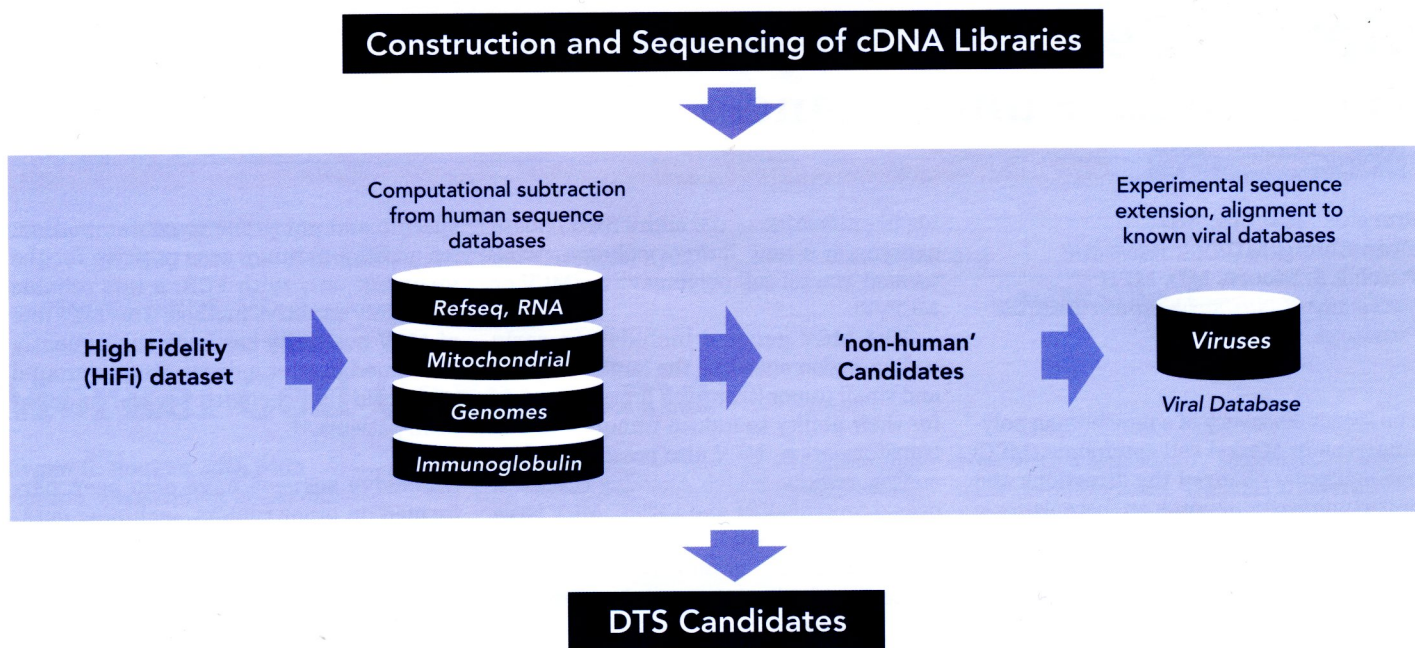 Construction and Sequencing of cDNA Libraries
Computational subtraction
from human sequence
databases
Experimental sequence
extension, alignment to
known viral databases
High Fidelity
(HiFi) dataset
Refseq, RNA
Mitochondrial
Genomes
Immunoglobulin
'non-human'
Candidates
Viruses
Viral Database
DTS Candidates